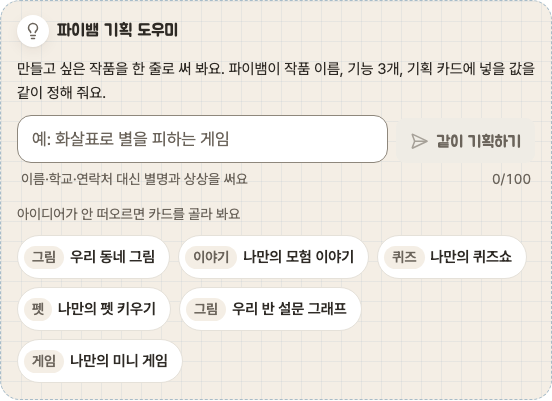 파이뱀 기획 도우미
만들고 싶은 작품을 한 줄로 써 봐요. 파이뱀이 작품 이름, 기능 3개, 기획 카드에 넣을 값을
같이 정해 줘요.
예: 화살표로 별을 피하는 게임
같이 기획하기
이름·학교·연락처 대신 별명과 상상을 써요
0/100
아이디어가 안 떠오르면 카드를 골라 봐요
그림 우리 동네 그림
이야기 나만의 모험 이야기
퀴즈 나만의 퀴즈쇼
펫 나만의 펫 키우기
그림 우리 반 설문 그래프
게임 나만의 미니 게임